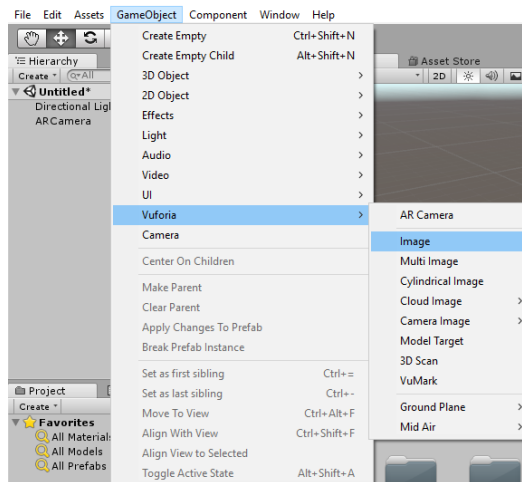 File Edit Assets GameObject Component Window Help
Hierarchy
Create All
Untitled*
Directional Ligl
ARCamera
Create Empty Ctrl+Shift+N
Create Empty Child Alt+Shift+N
3D Object >
2D Object >
Effects >
Light >
Audio >
Video >
UI >
Vuforia >
Camera
Center On Children
Make Parent
Clear Parent
Apply Changes To Prefab
Break Prefab Instance
Set as first sibling Ctrl+=
Set as last sibling Ctrl+-
Move To View Ctrl+Alt+F
Align With View Ctrl+Shift+F
Align View to Selected
Toggle Active State Alt+Shift+A
Asset Store
2D
AR Camera
Image
Multi Image
Cylindrical Image
Cloud Image >
Camera Image >
Model Target
3D Scan
VuMark
Ground Plane >
Mid Air >
Project
Create
Favorites
All Materials
All Models
All Prefabs